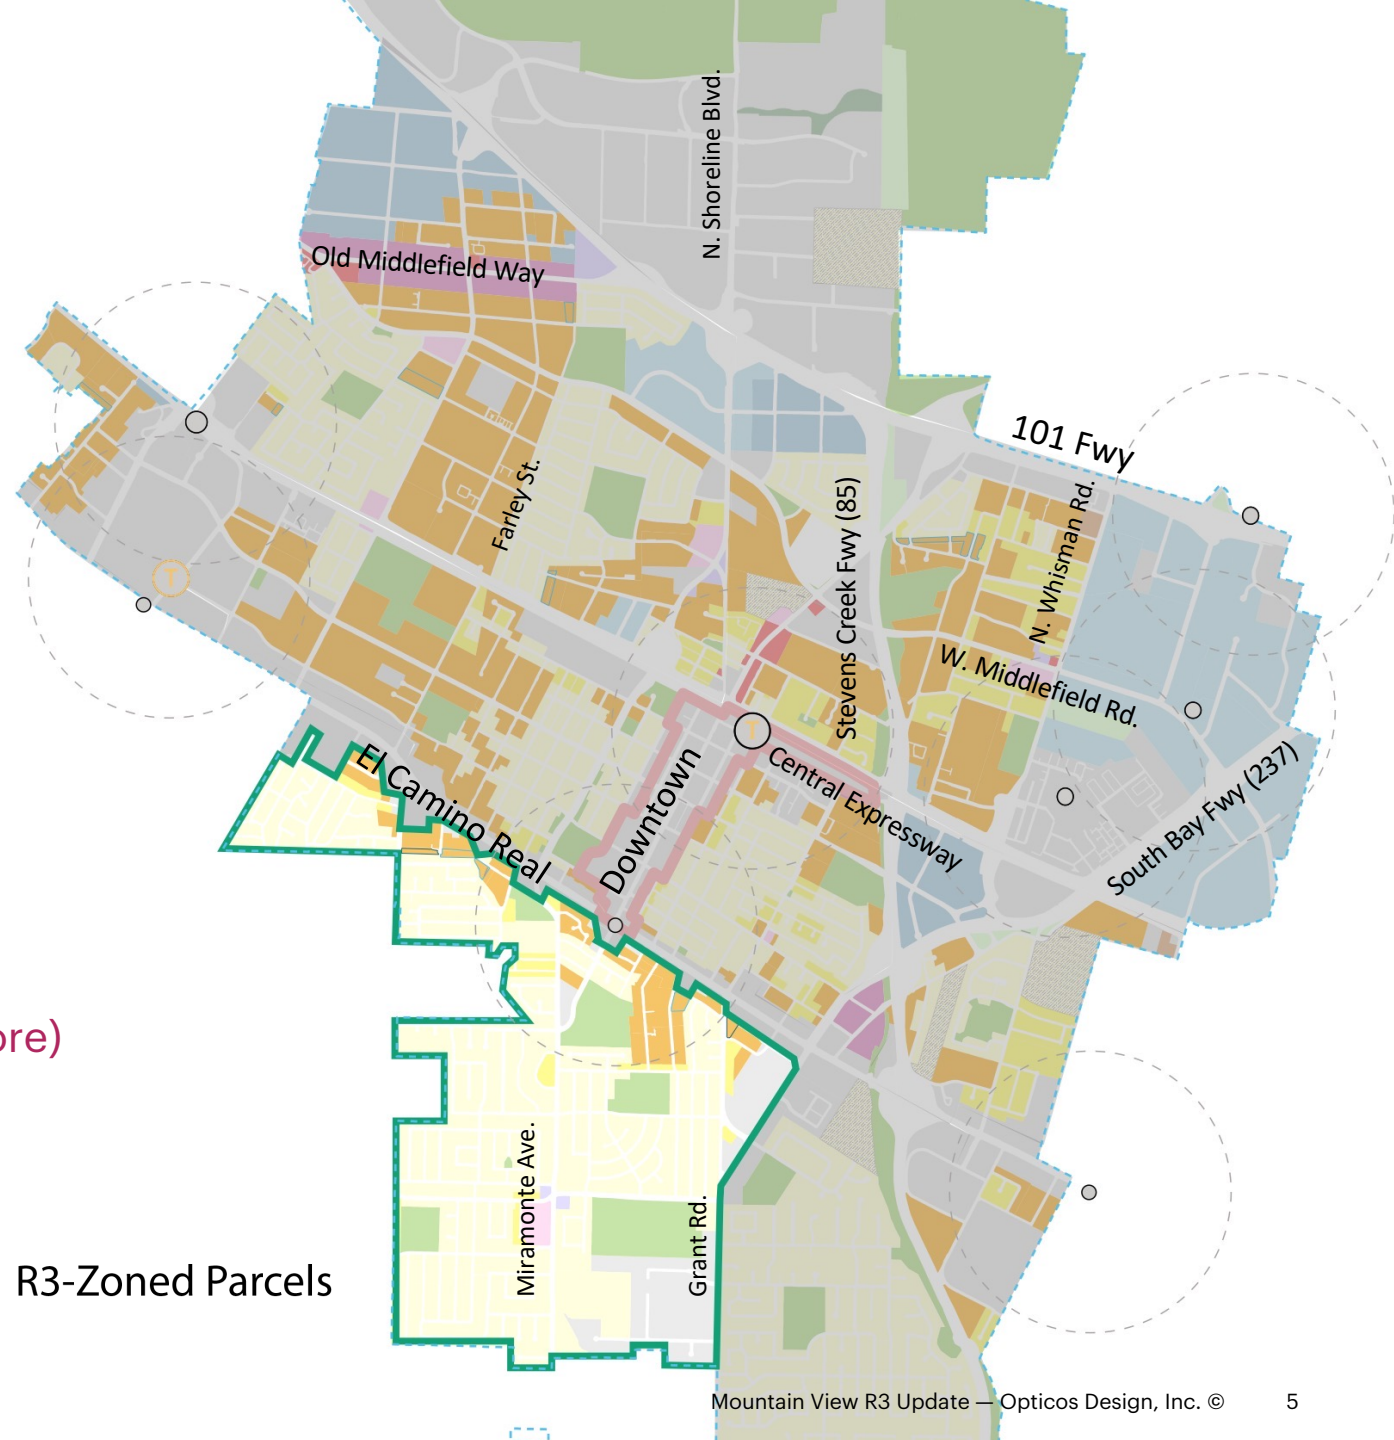 N. Shoreline Blvd.
Old Middlefield Way
101 Fwy
Farley St.
Stevens Creek Fwy (85)
N. Whisman Rd.
W. Middlefield Rd.
El Camino Real
Downtown
Central Expressway
South Bay Fwy (237)
ore)
Miramonte Ave.
Grant Rd.
R3-Zoned Parcels
Mountain View R3 Update — Opticos Design, Inc. © 5